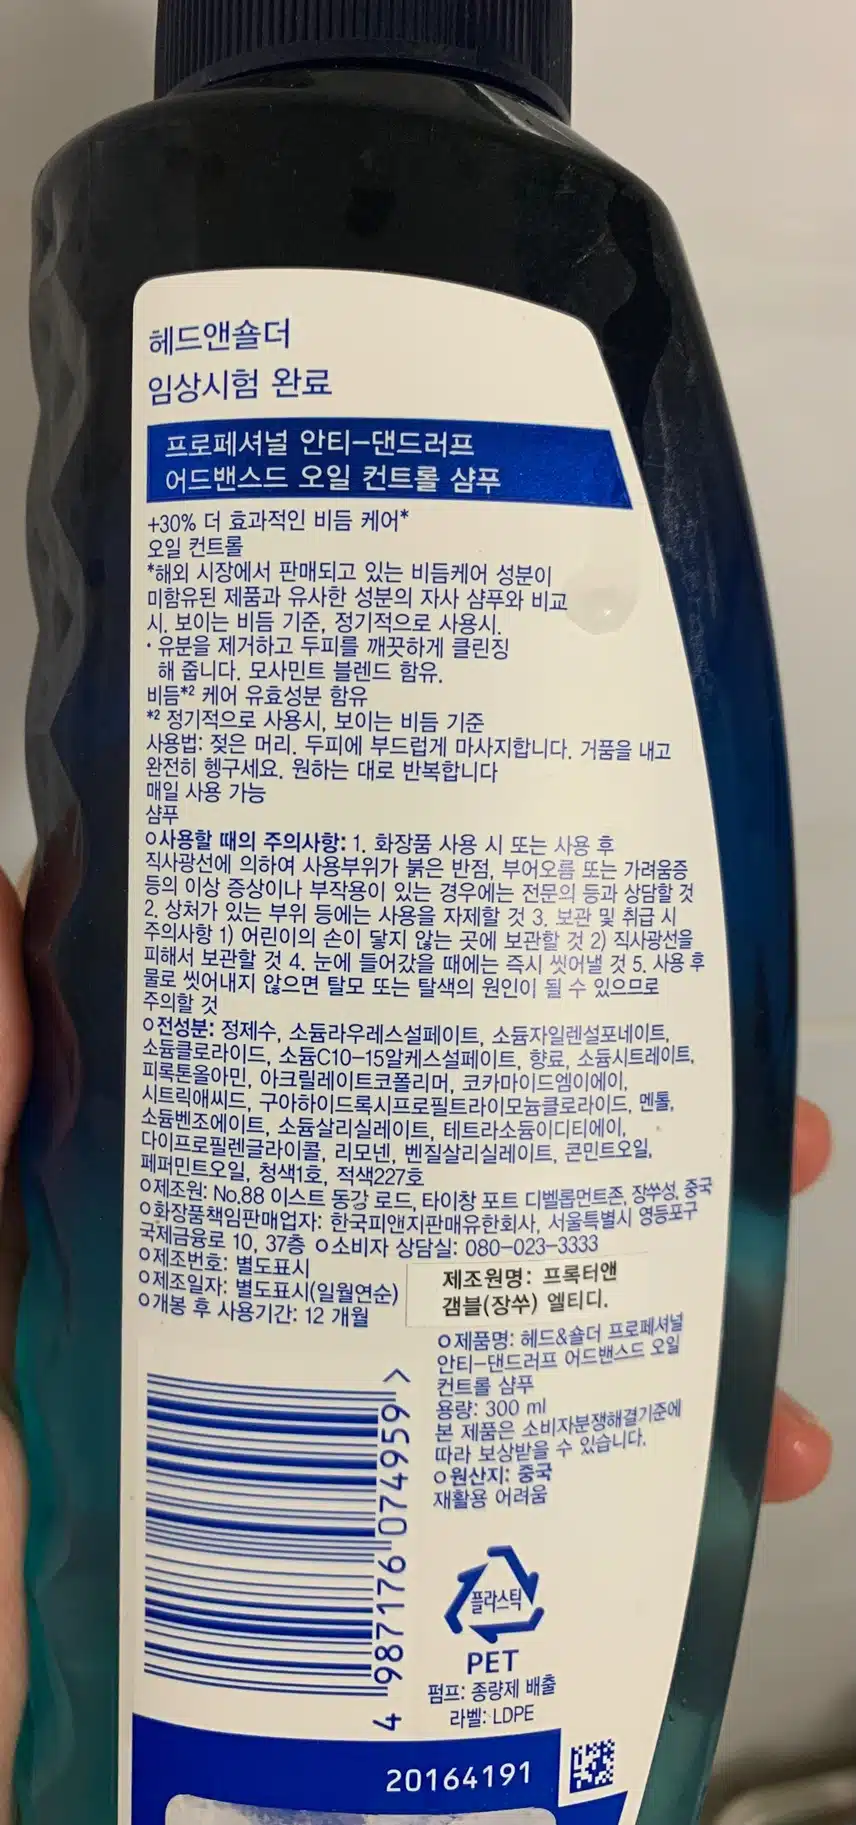 헤드앤숄더
임상시험 완료
프로페셔널 안티-댄드러프
어드밴스드 오일 컨트롤 샴푸
+30% 더 효과적인 비듬 케어*
오일 컨트롤
*해외 시장에서 판매되고 있는 비듬케어 성분이
미함유된 제품과 유사한 성분의 자사 샴푸와 비교
시, 보이는 비듬 기준, 정기적으로 사용시.
· 유분을 제거하고 두피를 깨끗하게 클린징
해 줍니다. 모사민트 블렌드 함유.
비듬*² 케어 유효성분 함유
*² 정기적으로 사용시, 보이는 비듬 기준
사용법: 젖은 머리. 두피에 부드럽게 마사지합니다. 거품을 내고
완전히 헹구세요. 원하는 대로 반복합니다
매일 사용 가능
샴푸
ㅇ사용할 때의 주의사항: 1. 화장품 사용 시 또는 사용 후
직사광선에 의하여 사용부위가 붉은 반점, 부어오름 또는 가려움증
등의 이상 증상이나 부작용이 있는 경우에는 전문의 등과 상담할 것
2. 상처가 있는 부위 등에는 사용을 자제할 것 3. 보관 및 취급 시
주의사항 1) 어린이의 손이 닿지 않는 곳에 보관할 것 2) 직사광선을
피해서 보관할 것 4. 눈에 들어갔을 때에는 즉시 씻어낼 것 5. 사용 후
물로 씻어내지 않으면 탈모 또는 탈색의 원인이 될 수 있으므로
주의할 것
ㅇ전성분: 정제수, 소듐라우레스설페이트, 소듐자일렌설포네이트,
소듐클로라이드, 소듐C10-15알케스설페이트, 향료, 소듐시트레이트,
피록톤올아민, 아크릴레이트코폴리머, 코카마이드엠이에이,
시트릭애씨드, 구아하이드록시프로필트라이모늄클로라이드, 멘톨,
소듐벤조에이트, 소듐살리실레이트, 테트라소듐이디티에이,
다이프로필렌글라이콜, 리모넨, 벤질살리실레이트, 콘민트오일,
페퍼민트오일, 청색1호, 적색227호
ㅇ제조원: No.88 이스트 동강 로드, 타이창 포트 디벨롭먼트존, 장쑤성, 중국
ㅇ화장품책임판매업자: 한국피앤지판매유한회사, 서울특별시 영등포구
국제금융로 10, 37층 ㅇ소비자 상담실: 080-023-3333
ㅇ제조번호: 별도표시
ㅇ제조일자: 별도표시(일월연순)
ㅇ개봉 후 사용기간: 12 개월
제조원명: 프록터앤
갬블(장쑤) 엘티디.
ㅇ제품명: 헤드&숄더 프로페셔널
안티-댄드러프 어드밴스드 오일
컨트롤 샴푸
용량: 300 ml
본 제품은 소비자분쟁해결기준에
따라 보상받을 수 있습니다.
ㅇ원산지: 중국
재활용 어려움
4 987176 074959 >
플라스틱
PET
펌프: 종량제 배출
라벨: LDPE
20164191